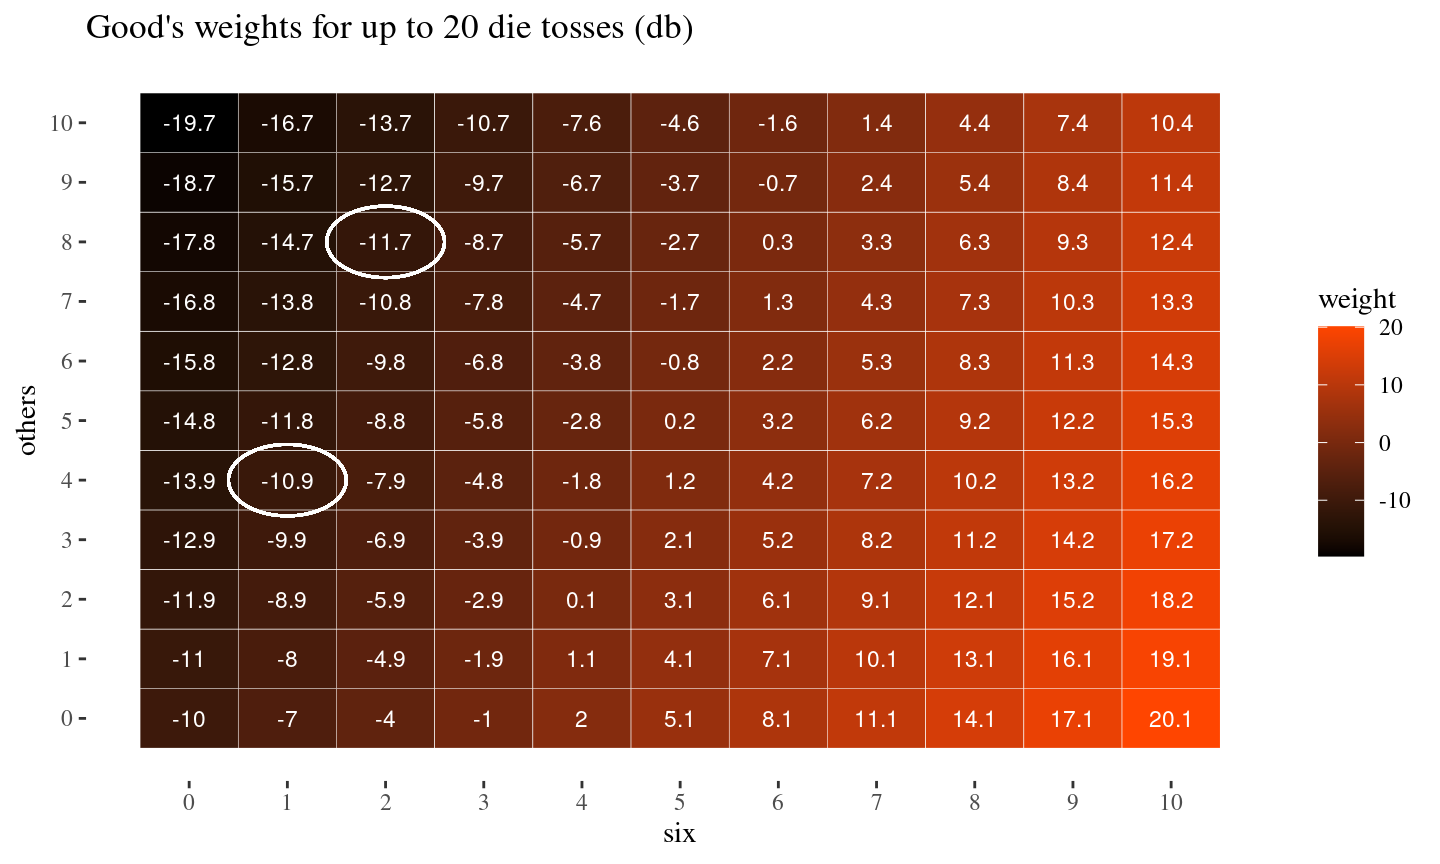 Good's weights for up to 20 die tosses (db)
10 -19.7 -16.7 -13.7 -10.7 -7.6 -4.6 -1.6 1.4 4.4 7.4 10.4
9 -18.7 -15.7 -12.7 -9.7 -6.7 -3.7 -0.7 2.4 5.4 8.4 11.4
8 -17.8 -14.7 -11.7 -8.7 -5.7 -2.7 0.3 3.3 6.3 9.3 12.4
7 -16.8 -13.8 -10.8 -7.8 -4.7 -1.7 1.3 4.3 7.3 10.3 13.3
6 -15.8 -12.8 -9.8 -6.8 -3.8 -0.8 2.2 5.3 8.3 11.3 14.3
5 -14.8 -11.8 -8.8 -5.8 -2.8 0.2 3.2 6.2 9.2 12.2 15.3
4 -13.9 -10.9 -7.9 -4.8 -1.8 1.2 4.2 7.2 10.2 13.2 16.2
3 -12.9 -9.9 -6.9 -3.9 -0.9 2.1 5.2 8.2 11.2 14.2 17.2
2 -11.9 -8.9 -5.9 -2.9 0.1 3.1 6.1 9.1 12.1 15.2 18.2
1 -11 -8 -4.9 -1.9 1.1 4.1 7.1 10.1 13.1 16.1 19.1
0 -10 -7 -4 -1 2 5.1 8.1 11.1 14.1 17.1 20.1
0 1 2 3 4 5 6 7 8 9 10
six
others
weight
20
10
0
-10